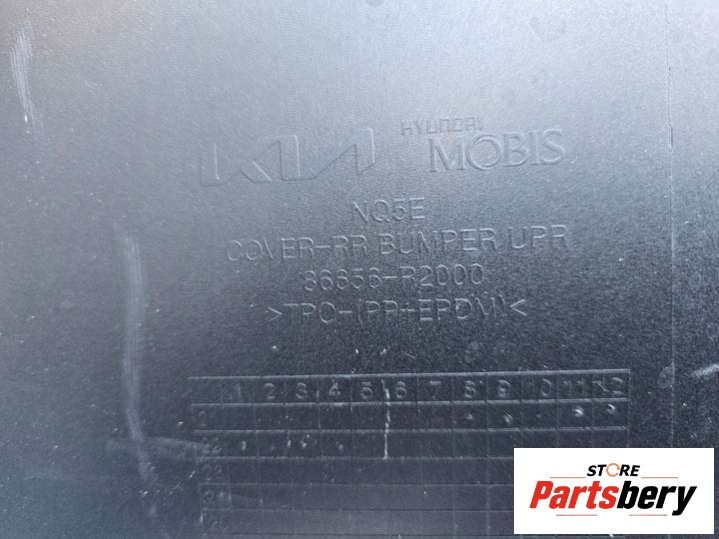 KIA HYUNDAI MOBIS
NQ5E
COVER-RR BUMPER UPR
86656-R2000
>TPO-(PP+EPDM)<
1 2 3 4 5 6 7 8 9 10 11 12
STORE
Partsbery